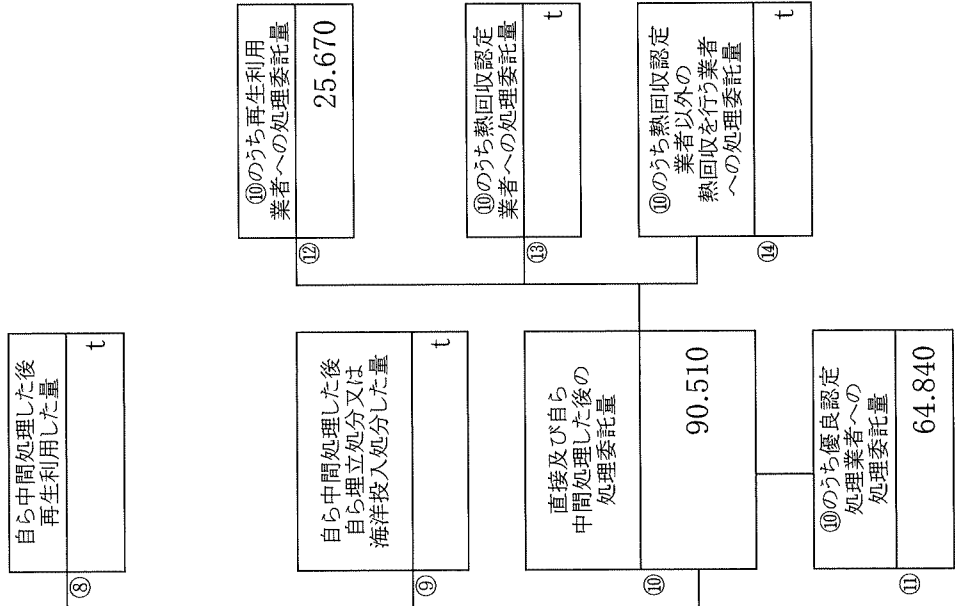 ⑧
自ら中間処理した後
再生利用した量
t
⑨
自ら中間処理した後
自ら埋立処分又は
海洋投入処分した量
t
⑩
直接及び自ら
中間処理した後の
処理委託量
90.510
⑪
⑩のうち優良認定
処理業者への
処理委託量
64.840
⑫
⑩のうち再生利用
業者への処理委託量
25.670
⑬
⑩のうち熱回収認定
業者への処理委託量
t
⑭
⑩のうち熱回収認定
業者以外の
熱回収を行う業者
への処理委託量
t